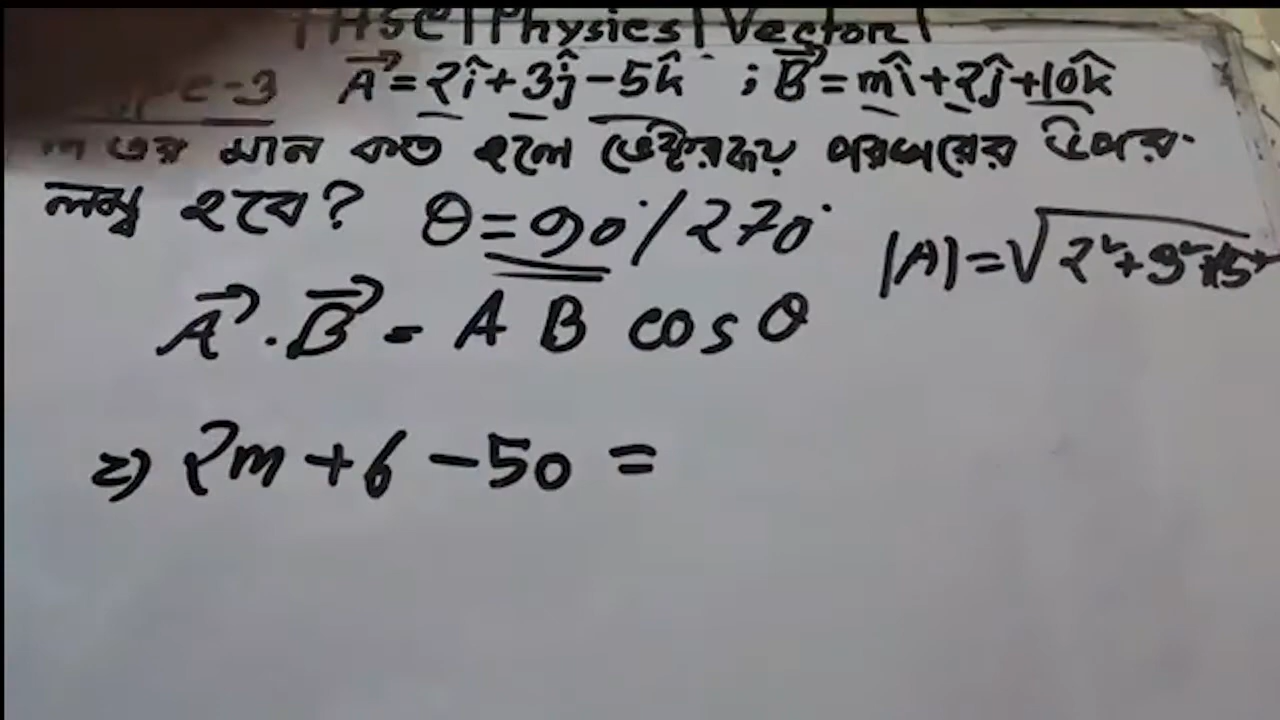 HSC | Physics | Vector |
-3 A⃗ = 2î + 3ĵ - 5k̂ ; B⃗ = mî + 2ĵ + 10k̂
এর মান কত হলে ভেক্টরদ্বয় পরস্পরের উপর
লম্ব হবে? θ = 90° / 270°
|A| = √2² + 3² + 5²
A⃗ . B⃗ = A B cos θ
⇒ 2m + 6 - 50 =